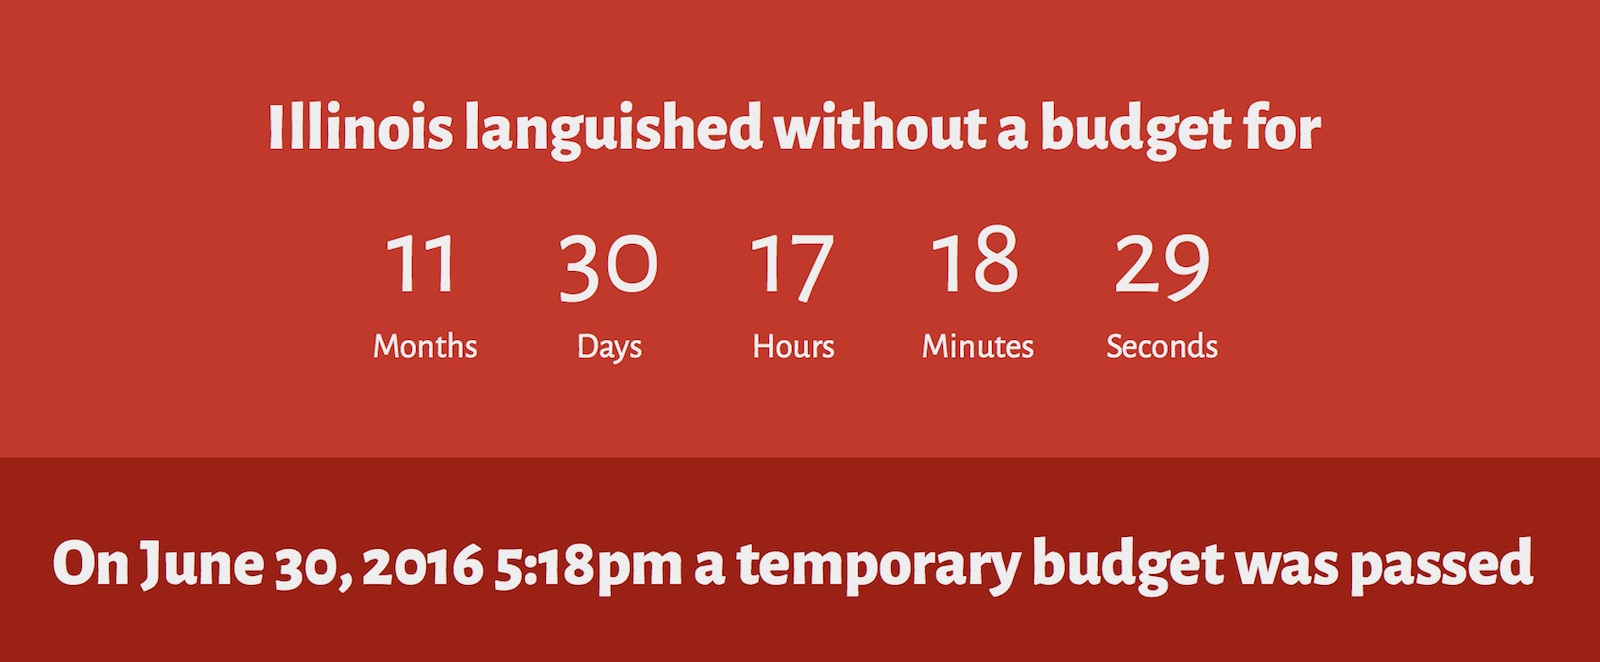 Illinois languished without a budget for
11 30 17 18 29
Months Days Hours Minutes Seconds
On June 30, 2016 5:18pm a temporary budget was passed